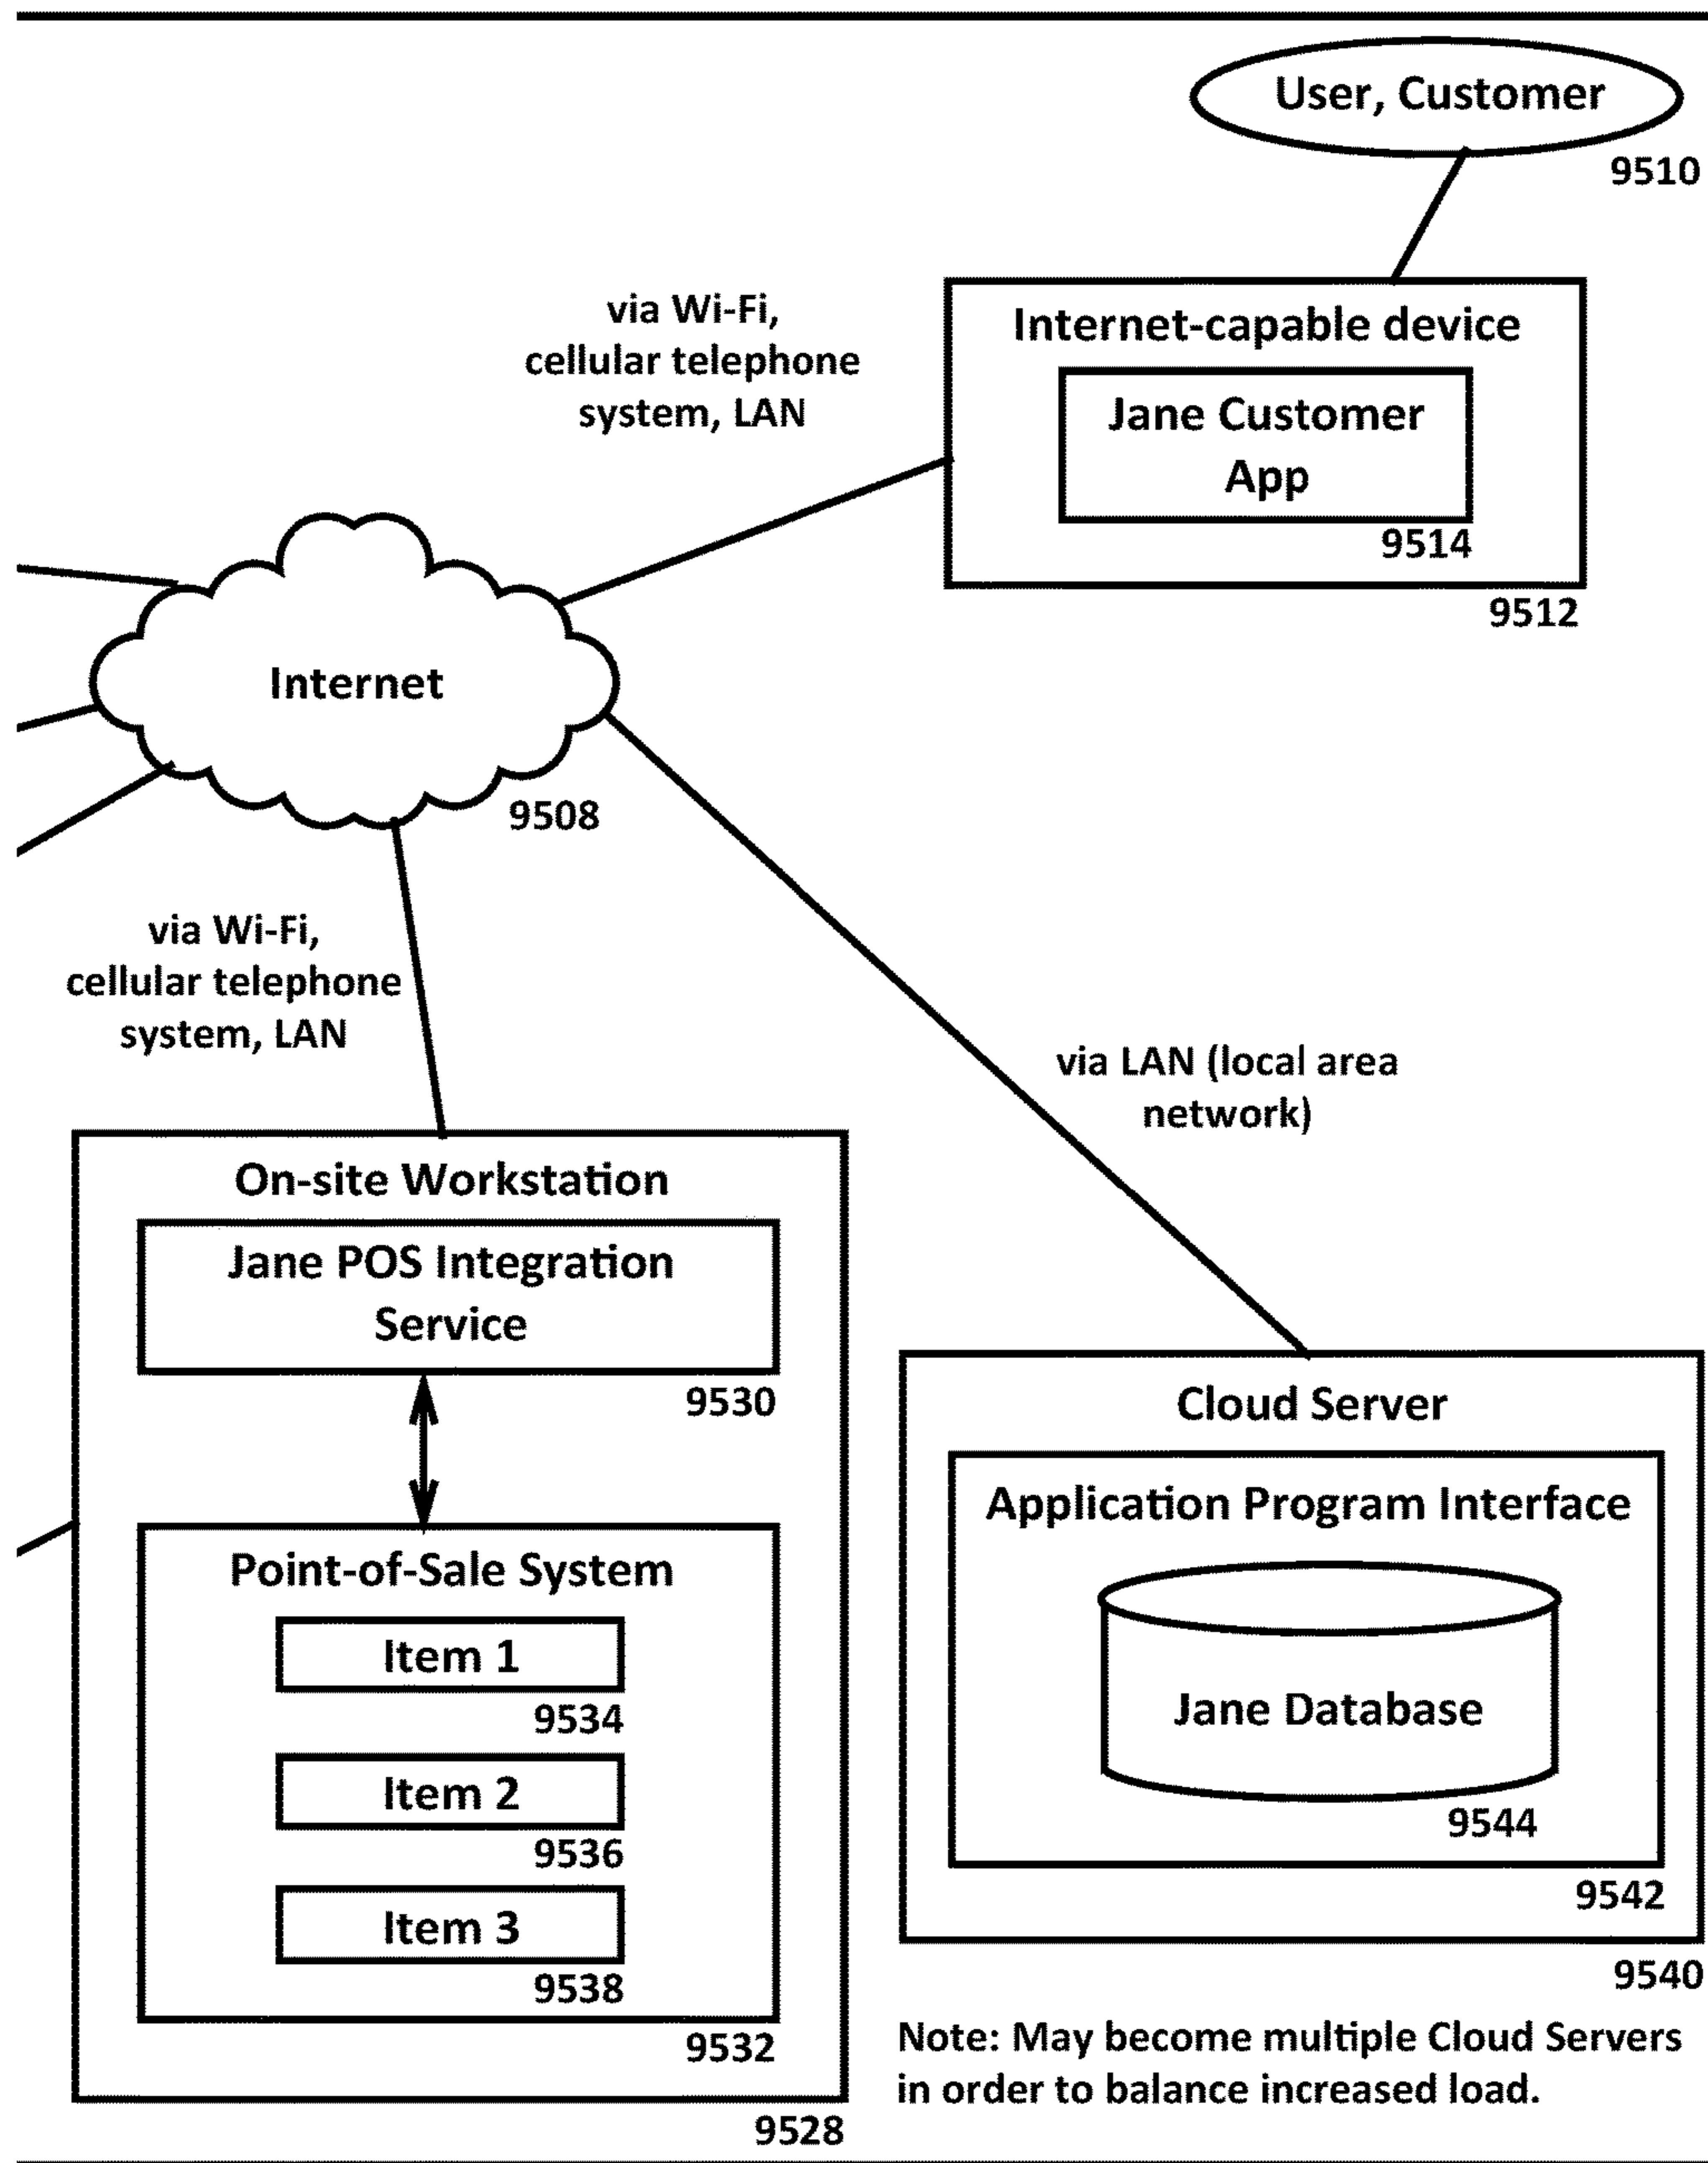 User, Customer
9510
via Wi-Fi,
cellular telephone
system, LAN
Internet-capable device
Jane Customer
App
9514
9512
Internet
9508
via Wi-Fi,
cellular telephone
system, LAN
via LAN (local area
network)
On-site Workstation
Jane POS Integration
Service
9530
Point-of-Sale System
Item 1
9534
Item 2
9536
Item 3
9538
9532
9528
Cloud Server
Application Program Interface
Jane Database
9544
9542
9540
Note: May become multiple Cloud Servers
in order to balance increased load.